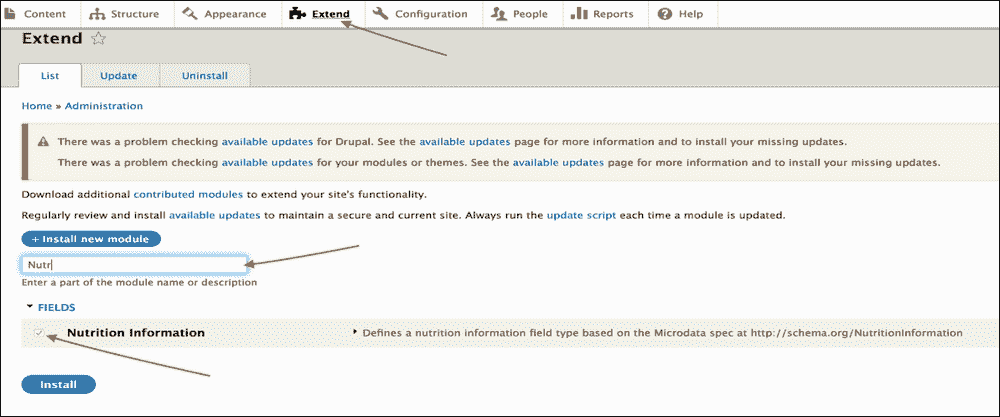 Content Structure Appearance Extend Configuration People Reports Help
Extend
List Update Uninstall
Home » Administration
There was a problem checking available updates for Drupal. See the available updates page for more information and to install your missing updates.
There was a problem checking available updates for your modules or themes. See the available updates page for more information and to install your missing updates.
Download additional contributed modules to extend your site's functionality.
Regularly review and install available updates to maintain a secure and current site. Always run the update script each time a module is updated.
+ Install new module
Nutr
Enter a part of the module name or description
FIELDS
Nutrition Information Defines a nutrition information field type based on the Microdata spec at http://schema.org/NutritionInformation
Install